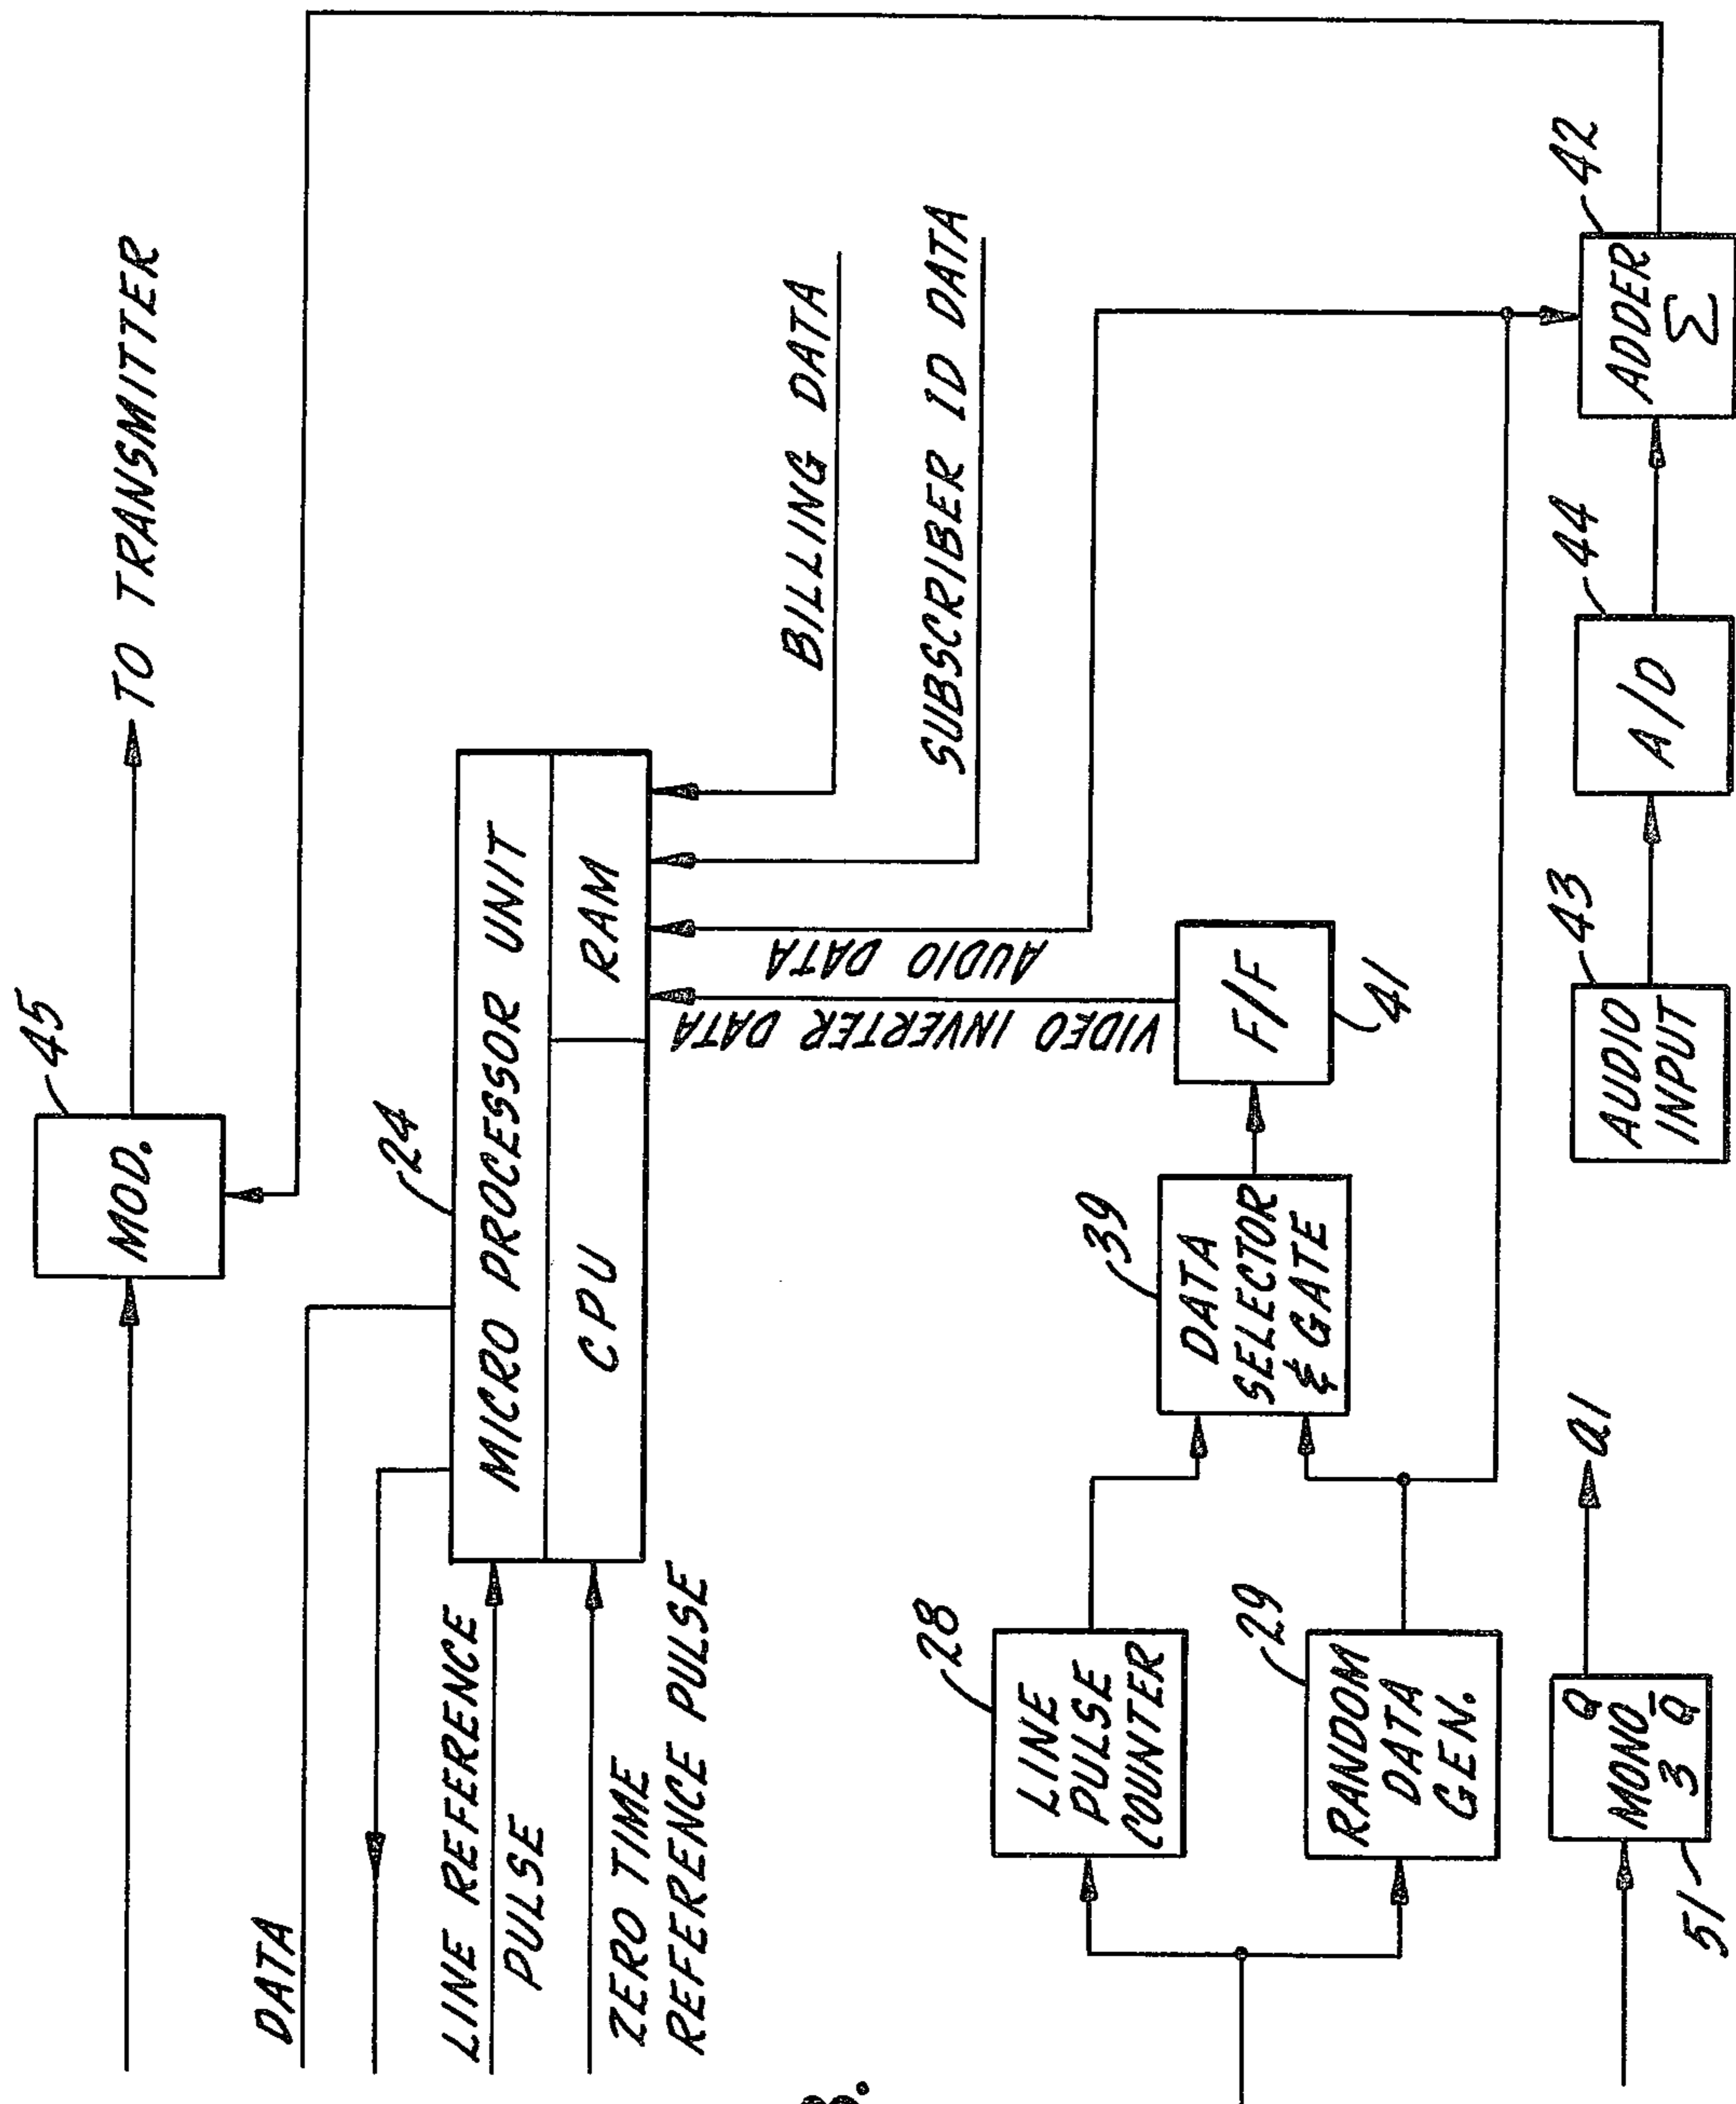 45
MOD.
TO TRANSMITTER
DATA
24
MICRO PROCESSOR UNIT
CPU
RAM
LINE REFERENCE
PULSE
ZERO TIME
REFERENCE PULSE
BILLING DATA
SUBSCRIBER ID DATA
AUDIO DATA
VIDEO INVERTER DATA
28
LINE
PULSE
COUNTER
29
RANDOM
DATA
GEN.
39
DATA
SELECTOR
& GATE
F/F
41
51
Q
MONO
3
Q̅
a1
43
AUDIO
INPUT
44
A/D
42
ADDER
Σ